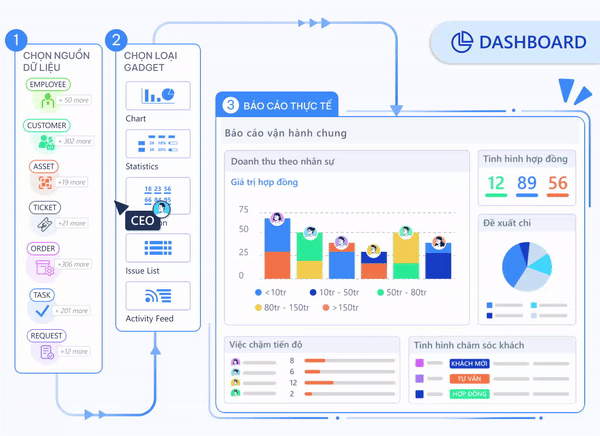 DASHBOARD
1
CHỌN NGUỒN
DỮ LIỆU
EMPLOYEE
+ 50 more
CUSTOMER
+ 302 more
ASSET
+19 more
TICKET
+21 more
ORDER
+306 more
TASK
+ 201 more
REQUEST
+12 more
2
CHỌN LOẠI
GADGET
Chart
Statistics
18 23 56
66
CEO
Issue List
Activity Feed
3 BÁO CÁO THỰC TẾ
Báo cáo vận hành chung
Doanh thu theo nhân sự
Giá trị hợp đồng
75
50
25
0
<10tr
10tr - 50tr
50tr - 80tr
80tr - 150tr
>150tr
Tình hình hợp đồng
12 89 56
Đề xuất chi
Việc chậm tiến độ
8
6
12
2
Tình hình chăm sóc khách
KHÁCH MỚI
TƯ VẤN
HỢP ĐỒNG